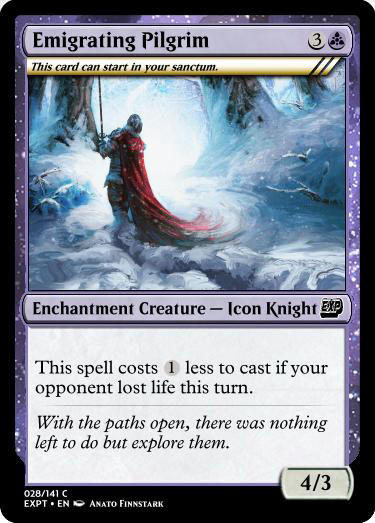 Emigrating Pilgrim 3
This card can start in your sanctum.
Enchantment Creature — Icon Knight EXP
This spell costs 1 less to cast if your
opponent lost life this turn.
With the paths open, there was nothing
left to do but explore them.
4/3
028/141 C
EXPT • EN Anato Finnstark